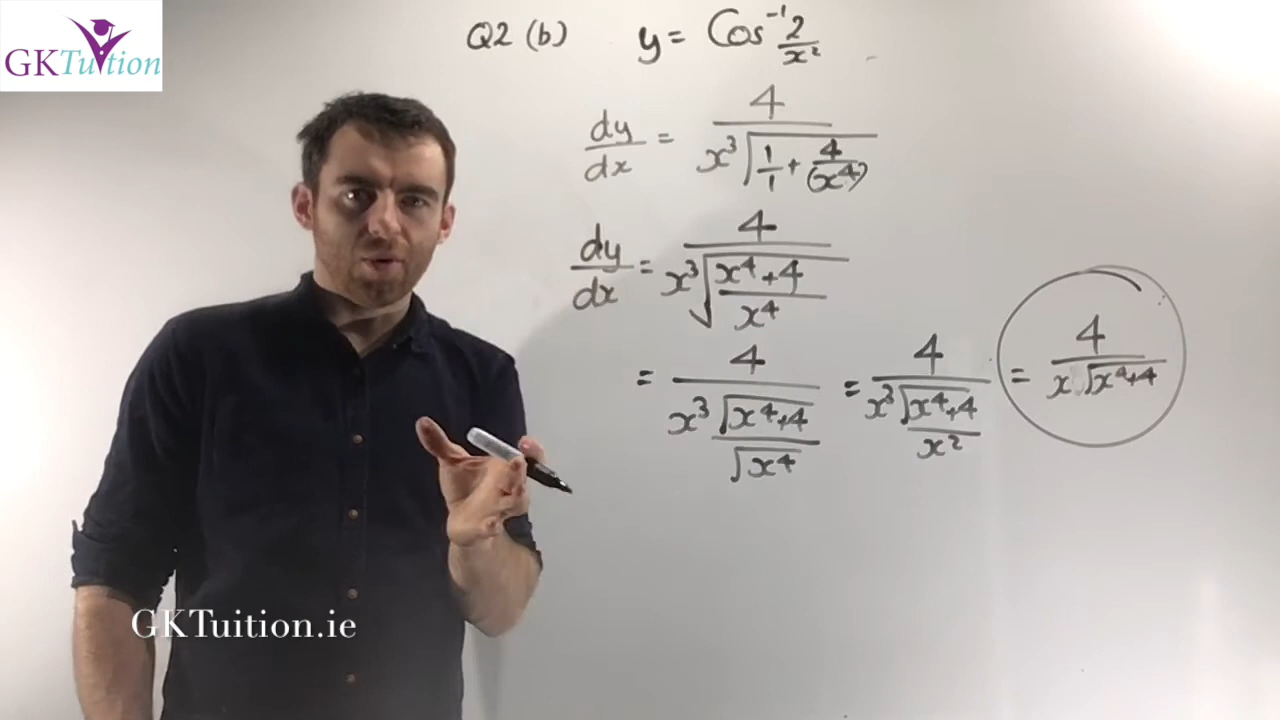 GKTuition
Q2 (b) y = Cos⁻¹ 2/x²
dy/dx = 4/(x³ √(1/1 + 4/(x⁴)))
dy/dx = 4/(x³ √((x⁴+4)/x⁴))
= 4/(x³ √(x⁴+4)/√x⁴) = 4/(x³ √(x⁴+4)/x²) = 4/(x √(x⁴+4))
GKTuition.ie